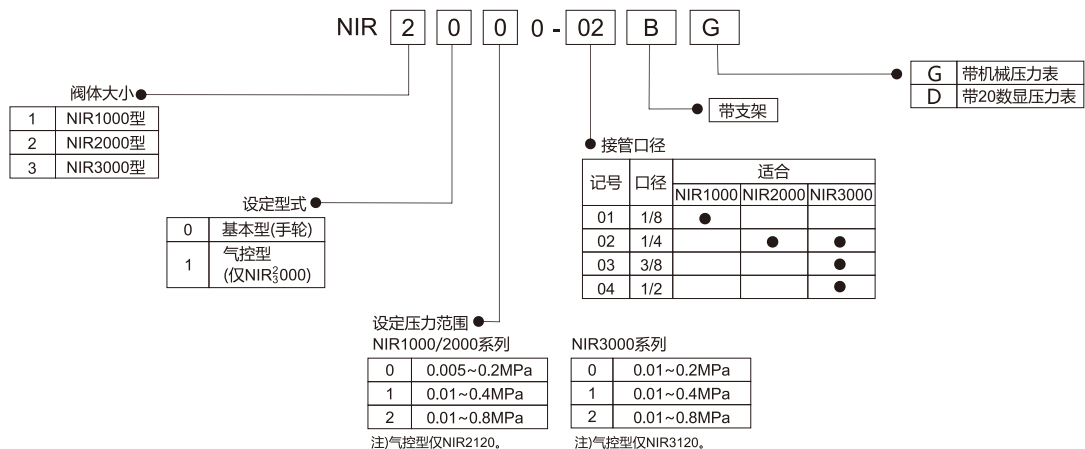 NIR 2 0 0 0 - 02 B G
G 带机械压力表
D 带20数显压力表
带支架
阀体大小
1 NIR1000型
2 NIR2000型
3 NIR3000型
接管口径
记号 口径 适合
NIR1000 NIR2000 NIR3000
01 1/8 ●
02 1/4 ● ●
03 3/8 ●
04 1/2 ●
设定型式
0 基本型(手轮)
1 气控型
(仅NIR2/3000)
设定压力范围
NIR1000/2000系列
0 0.005~0.2MPa
1 0.01~0.4MPa
2 0.01~0.8MPa
注)气控型仅NIR2120。
NIR3000系列
0 0.01~0.2MPa
1 0.01~0.4MPa
2 0.01~0.8MPa
注)气控型仅NIR3120。